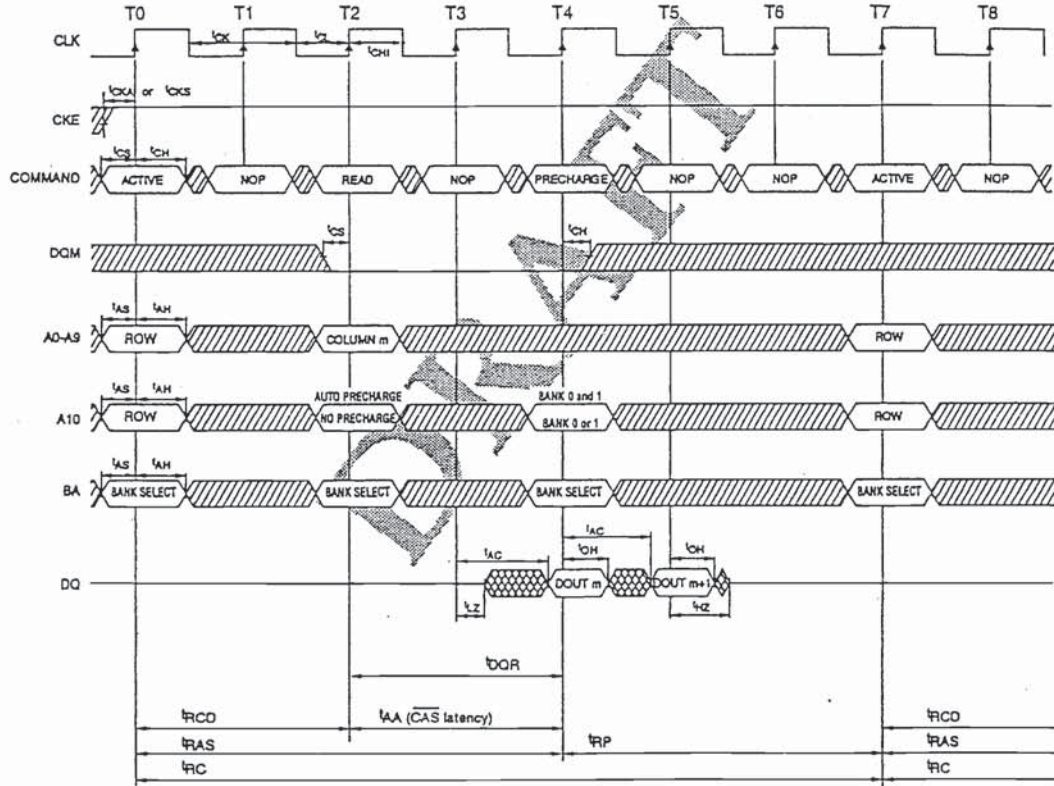 T0 T1 T2 T3 T4 T5 T6 T7 T8
CLK
tCK tCHI
CKE
tCKA or tCKS
COMMAND
tCS tCH
ACTIVE NOP READ NOP PRECHARGE NOP NOP ACTIVE NOP
DQM
tCS tCH
A0-A9
tAS tAH
ROW COLUMN m ROW
AUTO PRECHARGE BANK 0 and 1
A10
tAS tAH
ROW NO PRECHARGE BANK 0 or 1 ROW
BA
tAS tAH
BANK SELECT BANK SELECT BANK SELECT BANK SELECT
tAC tAC
tOH tOH
DQ
DOUT m DOUT m+1
tLZ tHZ
tDQR
tRCD tAA (CAS latency) tRCD
tRAS tRP tRAS
tRC tRC
DRAFT